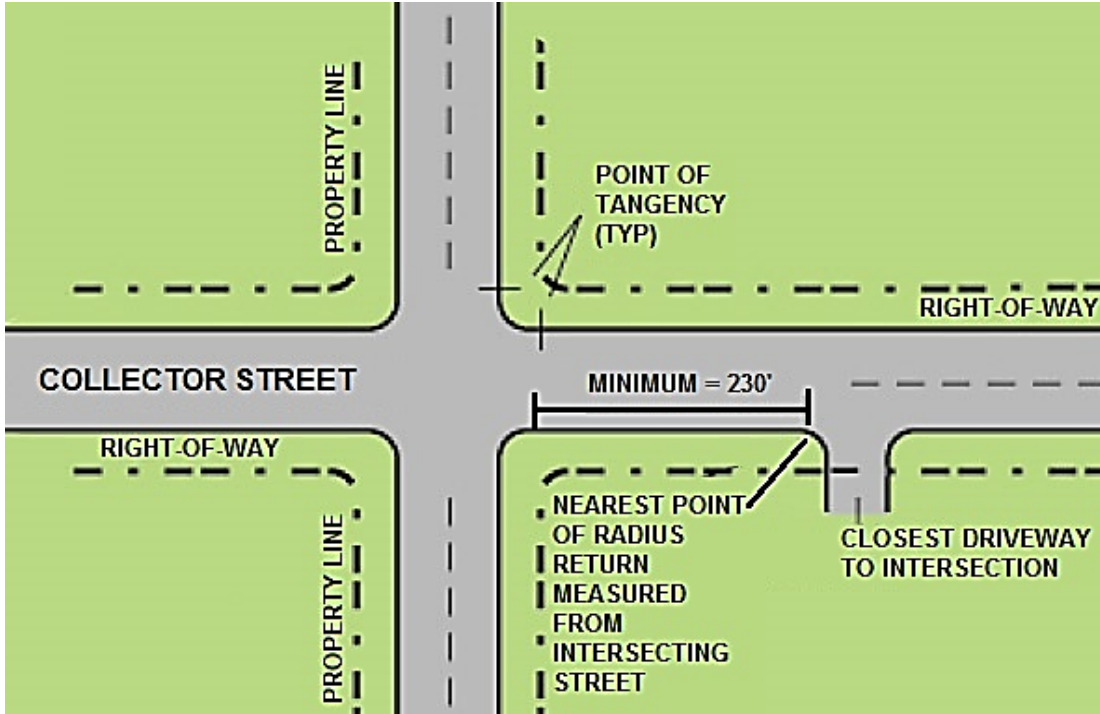 PROPERTY LINE
POINT OF
TANGENCY
(TYP)
RIGHT-OF-WAY
COLLECTOR STREET
MINIMUM = 230'
RIGHT-OF-WAY
PROPERTY LINE
NEAREST POINT
OF RADIUS
RETURN
MEASURED
FROM
INTERSECTING
STREET
CLOSEST DRIVEWAY
TO INTERSECTION